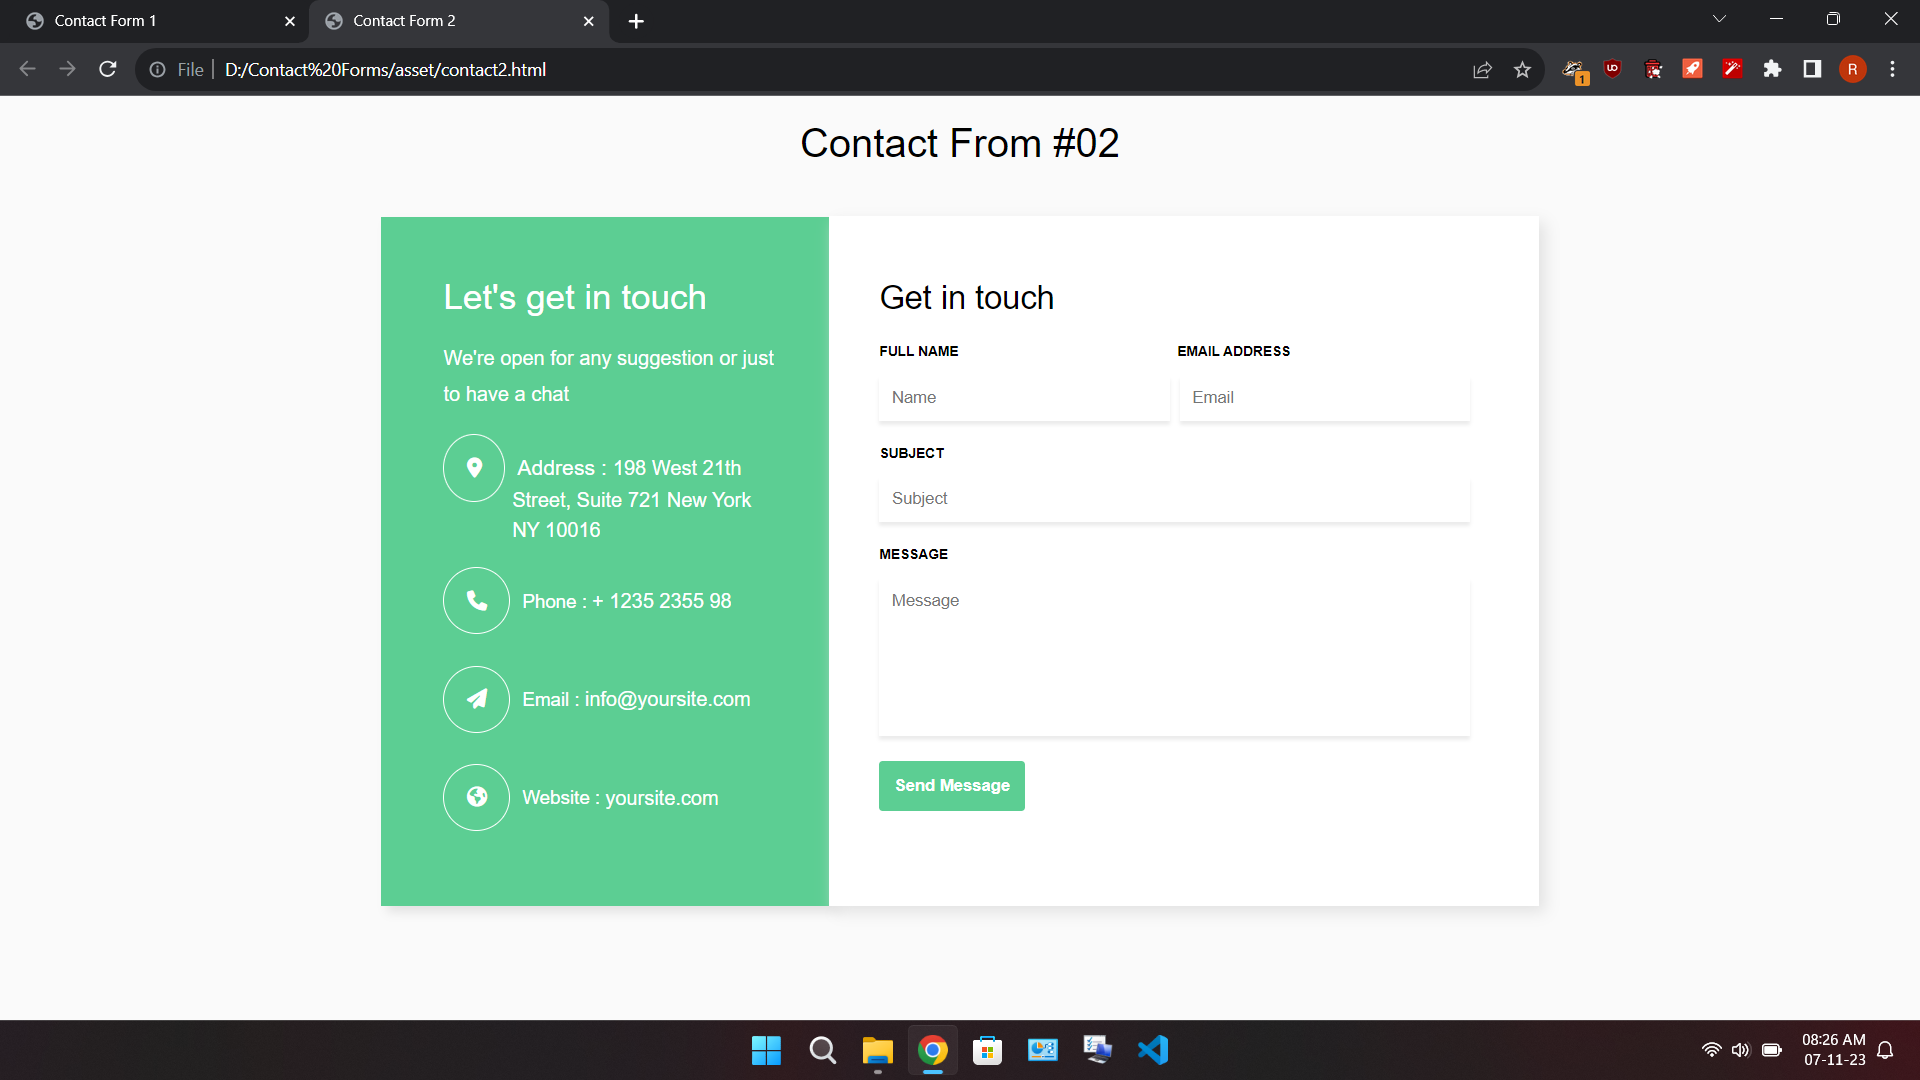 Contact Form 1
Contact Form 2
File
D:/Contact%20Forms/asset/contact2.html
1
R
Contact From #02
Let's get in touch
We're open for any suggestion or just
to have a chat
Address : 198 West 21th
Street, Suite 721 New York
NY 10016
Phone : + 1235 2355 98
Email : info@yoursite.com
Website : yoursite.com
Get in touch
FULL NAME
EMAIL ADDRESS
Name
Email
SUBJECT
Subject
MESSAGE
Message
Send Message
08:26 AM
07-11-23